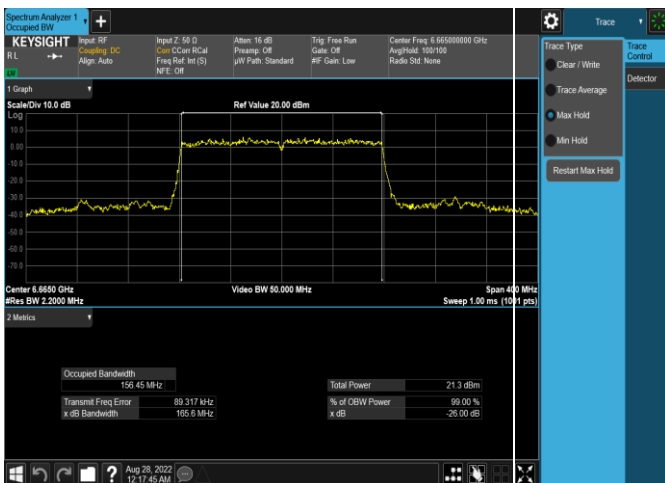 Spectrum Analyzer 1
Occupied BW
+
Trace
KEYSIGHT
R L
LW
Input: RF
Coupling: DC
Align: Auto
Input Z: 50 Ω
Corr CCorr RCal
Freq Ref: Int (S)
NFE: Off
Atten: 16 dB
Preamp: Off
µW Path: Standard
Trig: Free Run
Gate: Off
#IF Gain: Low
Center Freq: 6.665000000 GHz
Avg|Hold: 100/100
Radio Std: None
Trace Type
Clear / Write
Trace Average
Max Hold
Min Hold
Restart Max Hold
Trace
Control
Detector
1 Graph
Scale/Div 10.0 dB
Ref Value 20.00 dBm
Log
10.0
0.00
-10.0
-20.0
-30.0
-40.0
-50.0
-60.0
-70.0
Center 6.6650 GHz
Video BW 50.000 MHz
Span 400 MHz
#Res BW 2.2000 MHz
Sweep 1.00 ms (1001 pts)
2 Metrics
Occupied Bandwidth
156.45 MHz
Total Power 21.3 dBm
Transmit Freq Error 89.317 kHz
% of OBW Power 99.00 %
x dB Bandwidth 165.6 MHz
x dB -26.00 dB
?
Aug 28, 2022
12:17:45 AM